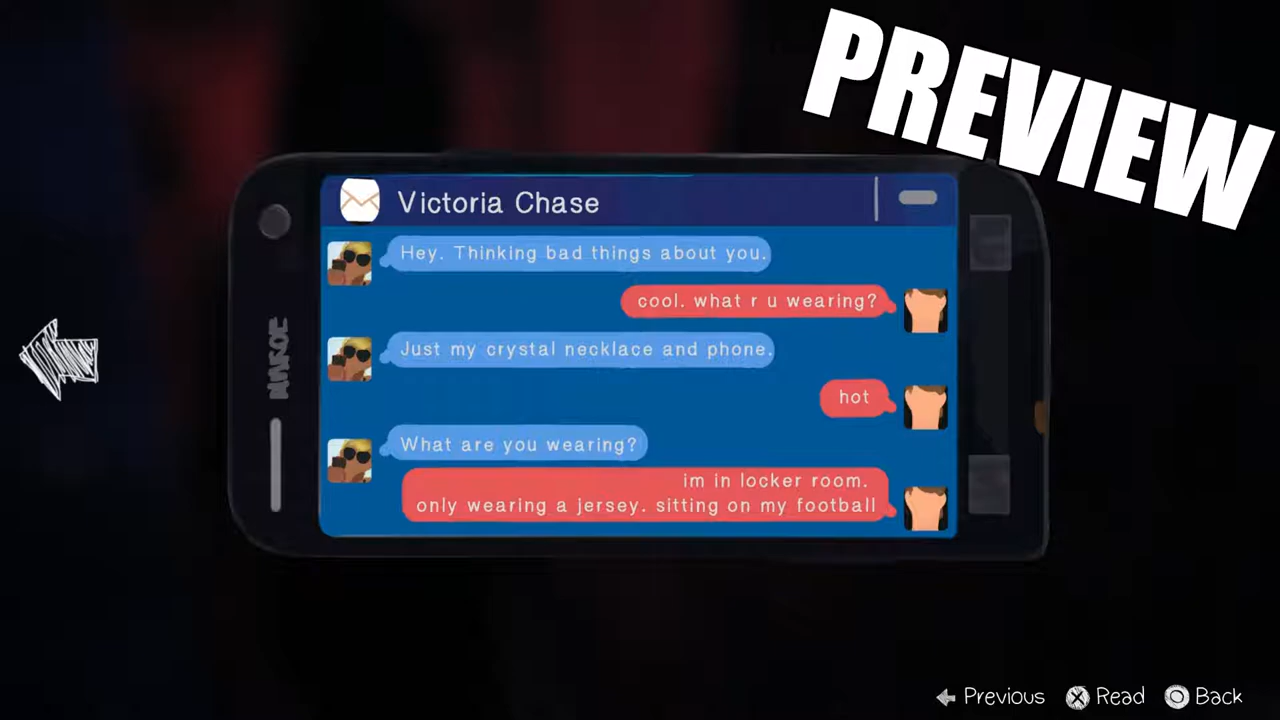 PREVIEW
Victoria Chase
Hey. Thinking bad things about you.
cool. what r u wearing?
Just my crystal necklace and phone.
hot
What are you wearing?
im in locker room.
only wearing a jersey. sitting on my football
Previous
Read
Back